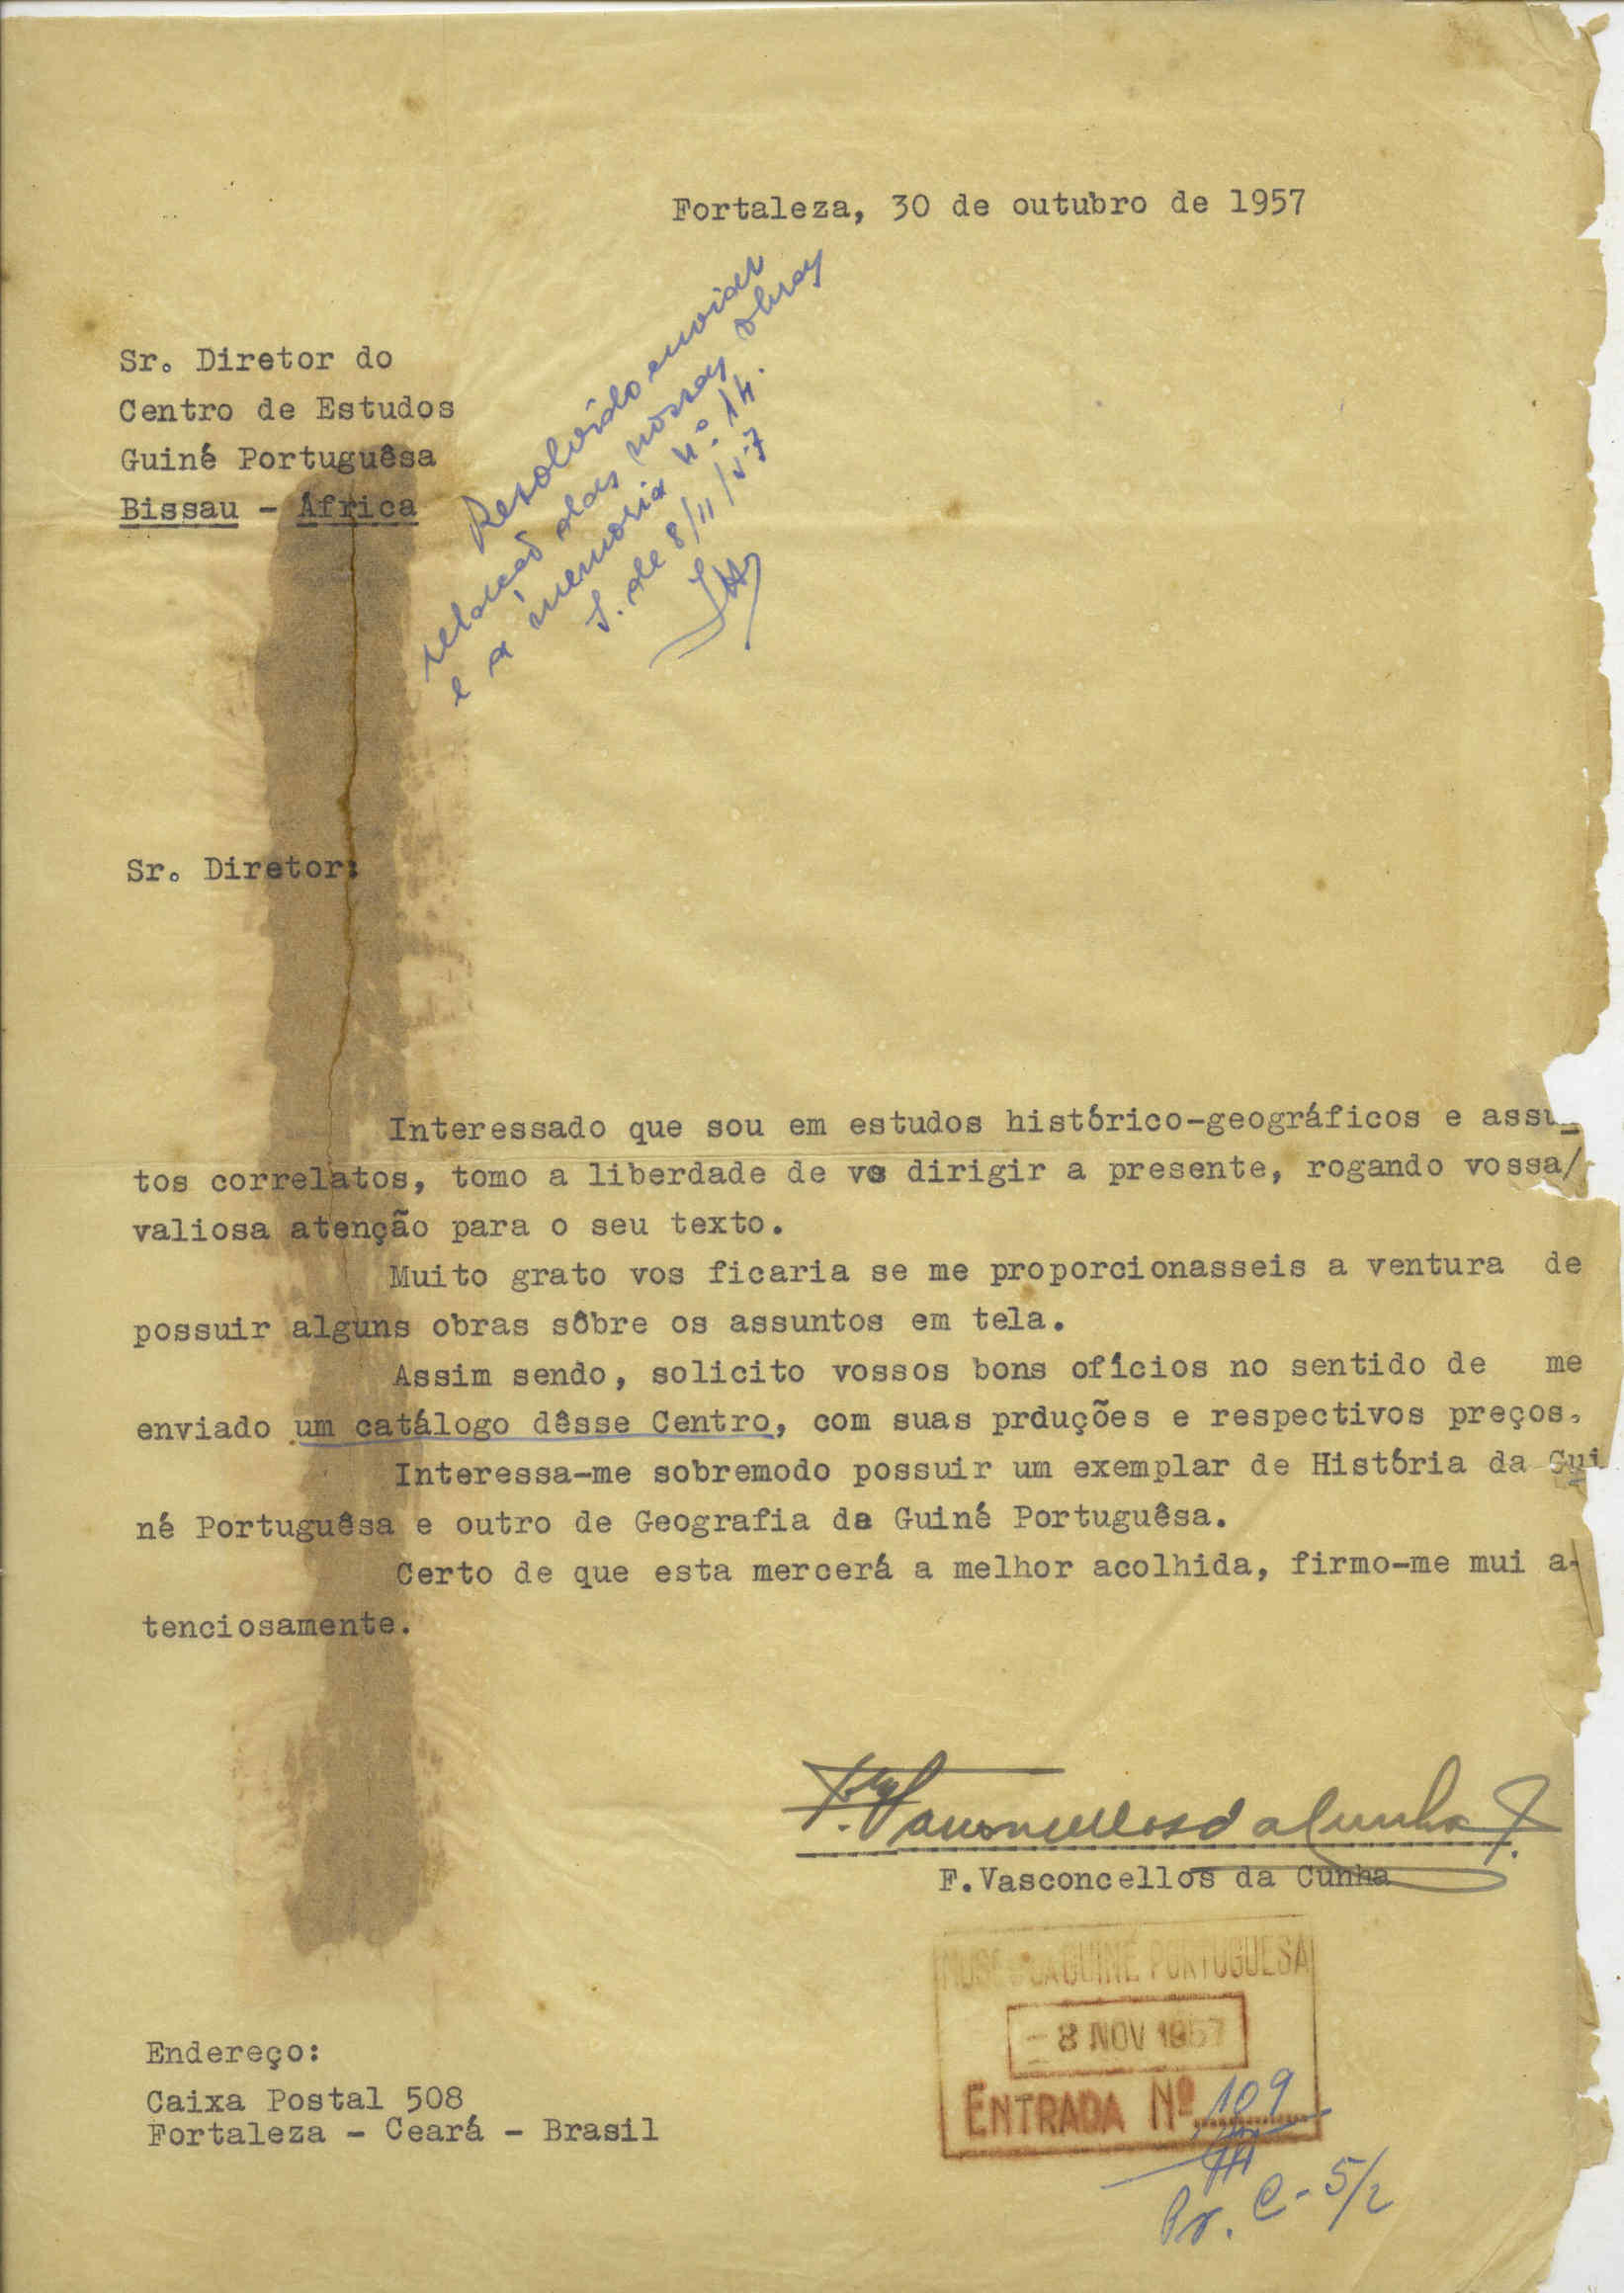 Fortaleza, 30 de outubro de 1957
Resolvido enviar
relação das nossas obras
e a memoria nº 14.
S. de 8/11/57
Sr. Diretor do
Centro de Estudos
Guiné Portuguêsa
Bissau - África
Sr. Diretor:
Interessado que sou em estudos histórico-geográficos e assu_
tos correlatos, tomo a liberdade de vos dirigir a presente, rogando vossa/
valiosa atenção para o seu texto.
Muito grato vos ficaria se me proporcionasseis a ventura de
possuir alguns obras sôbre os assuntos em tela.
Assim sendo, solicito vossos bons ofícios no sentido de me
enviado um catálogo dêsse Centro, com suas prduções e respectivos preços.
Interessa-me sobremodo possuir um exemplar de História da Gui
né Portuguêsa e outro de Geografia da Guiné Portuguêsa.
Certo de que esta mercerá a melhor acolhida, firmo-me mui a-
tenciosamente.
F. Vasconcellos da Cunha
F.Vasconcellos da Cunha
MUSEU DA GUINÉ PORTUGUESA
- 8 NOV 1957
ENTRADA Nº 109
Pr. C-5/2
Endereço:
Caixa Postal 508
Fortaleza - Ceará - Brasil